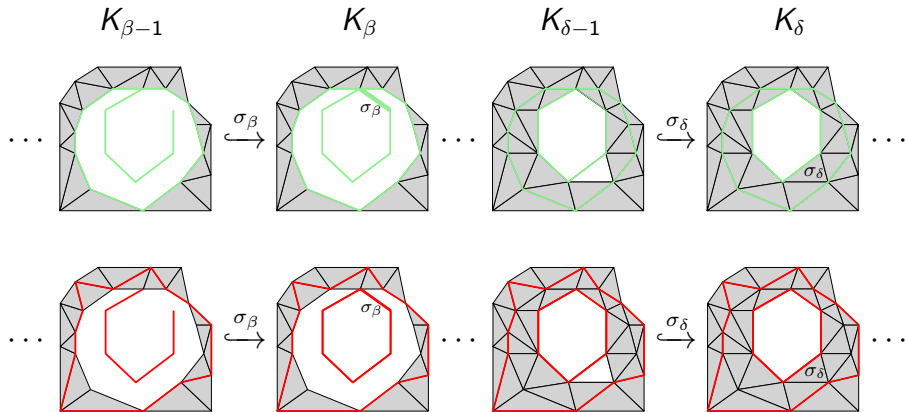 K_{β−1} K_β K_{δ−1} K_δ
··· σ_β ↪ σ_β ··· σ_δ ↪ σ_δ ···
··· σ_β ↪ σ_β ··· σ_δ ↪ σ_δ ···